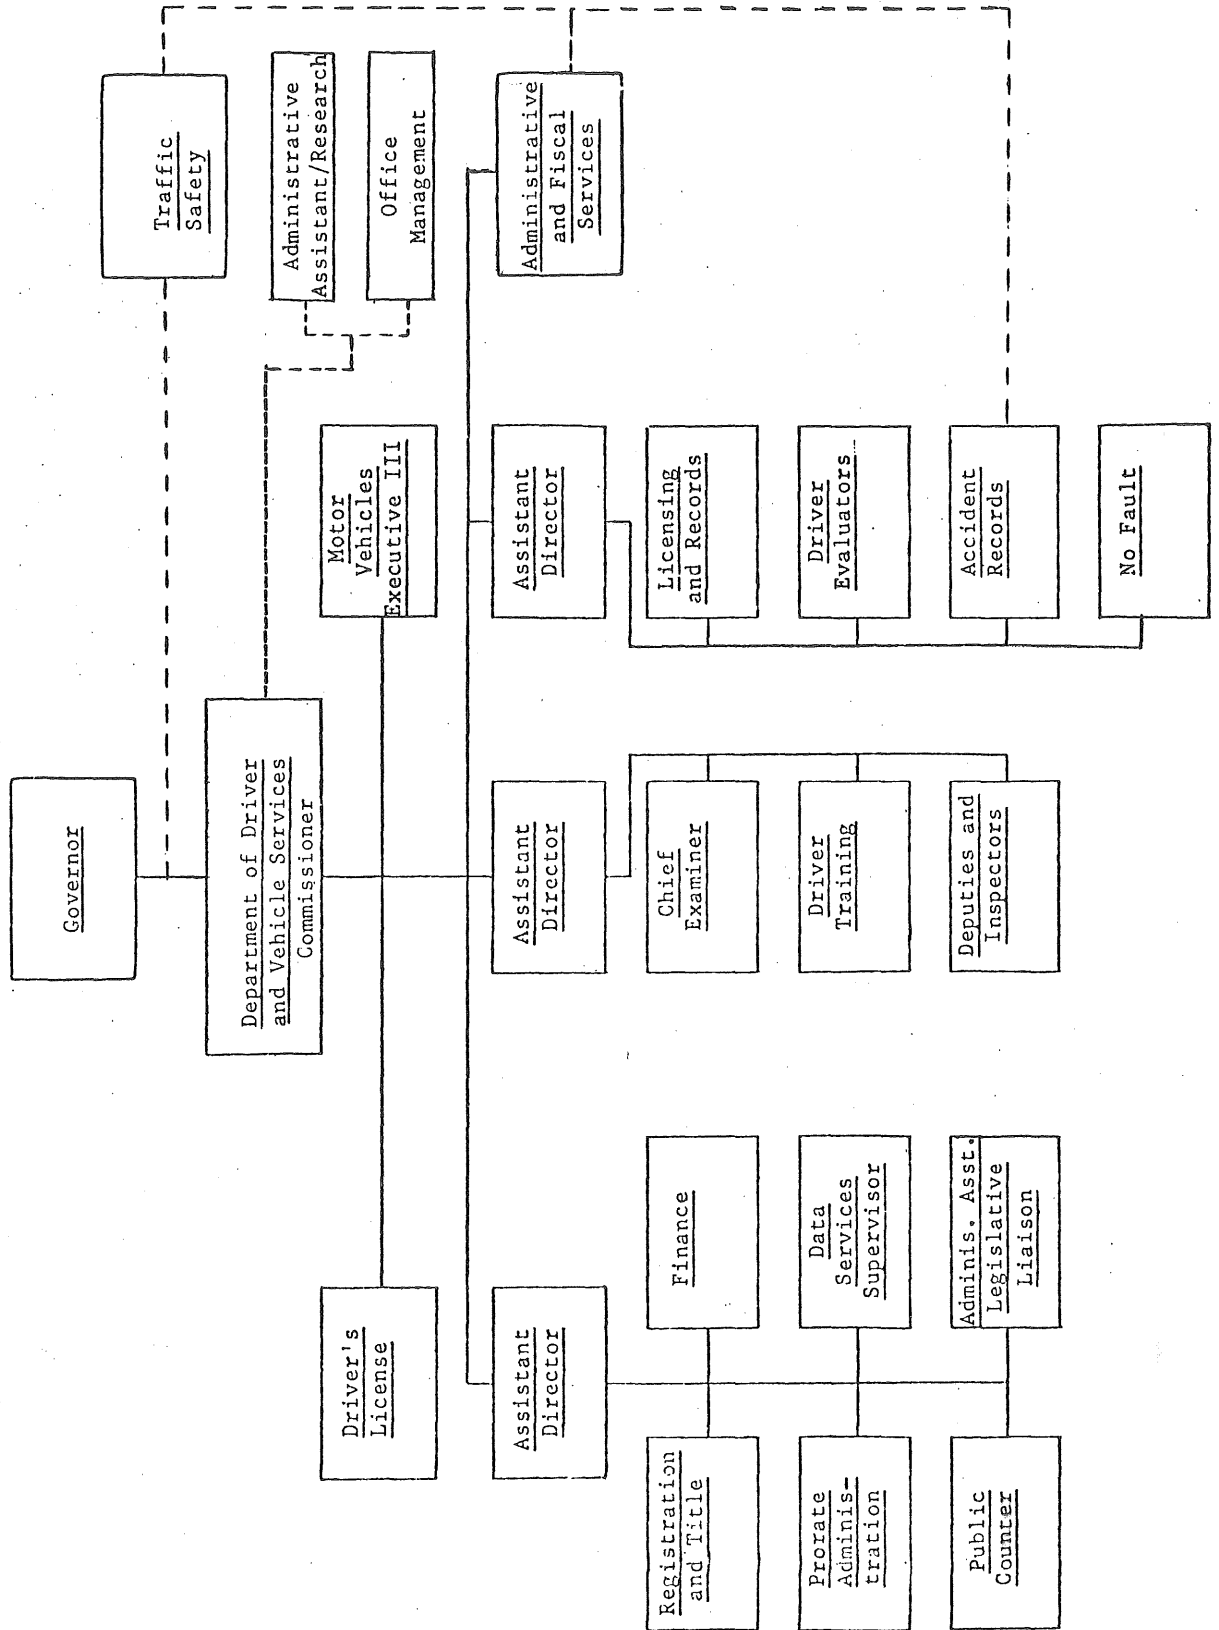 Governor
Traffic
Safety
Department of Driver
and Vehicle Services
Commissioner
Administrative
Assistant/Research
Office
Management
Driver's
License
Motor
Vehicles
Executive III
Assistant
Director
Assistant
Director
Assistant
Director
Administrative
and Fiscal
Services
Registration
and Title
Finance
Chief
Examiner
Licensing
and Records
Prorate
Adminis-
tration
Data
Services
Supervisor
Driver
Training
Driver
Evaluators
Public
Counter
Adminis. Asst.
Legislative
Liaison
Deputies and
Inspectors
Accident
Records
No Fault